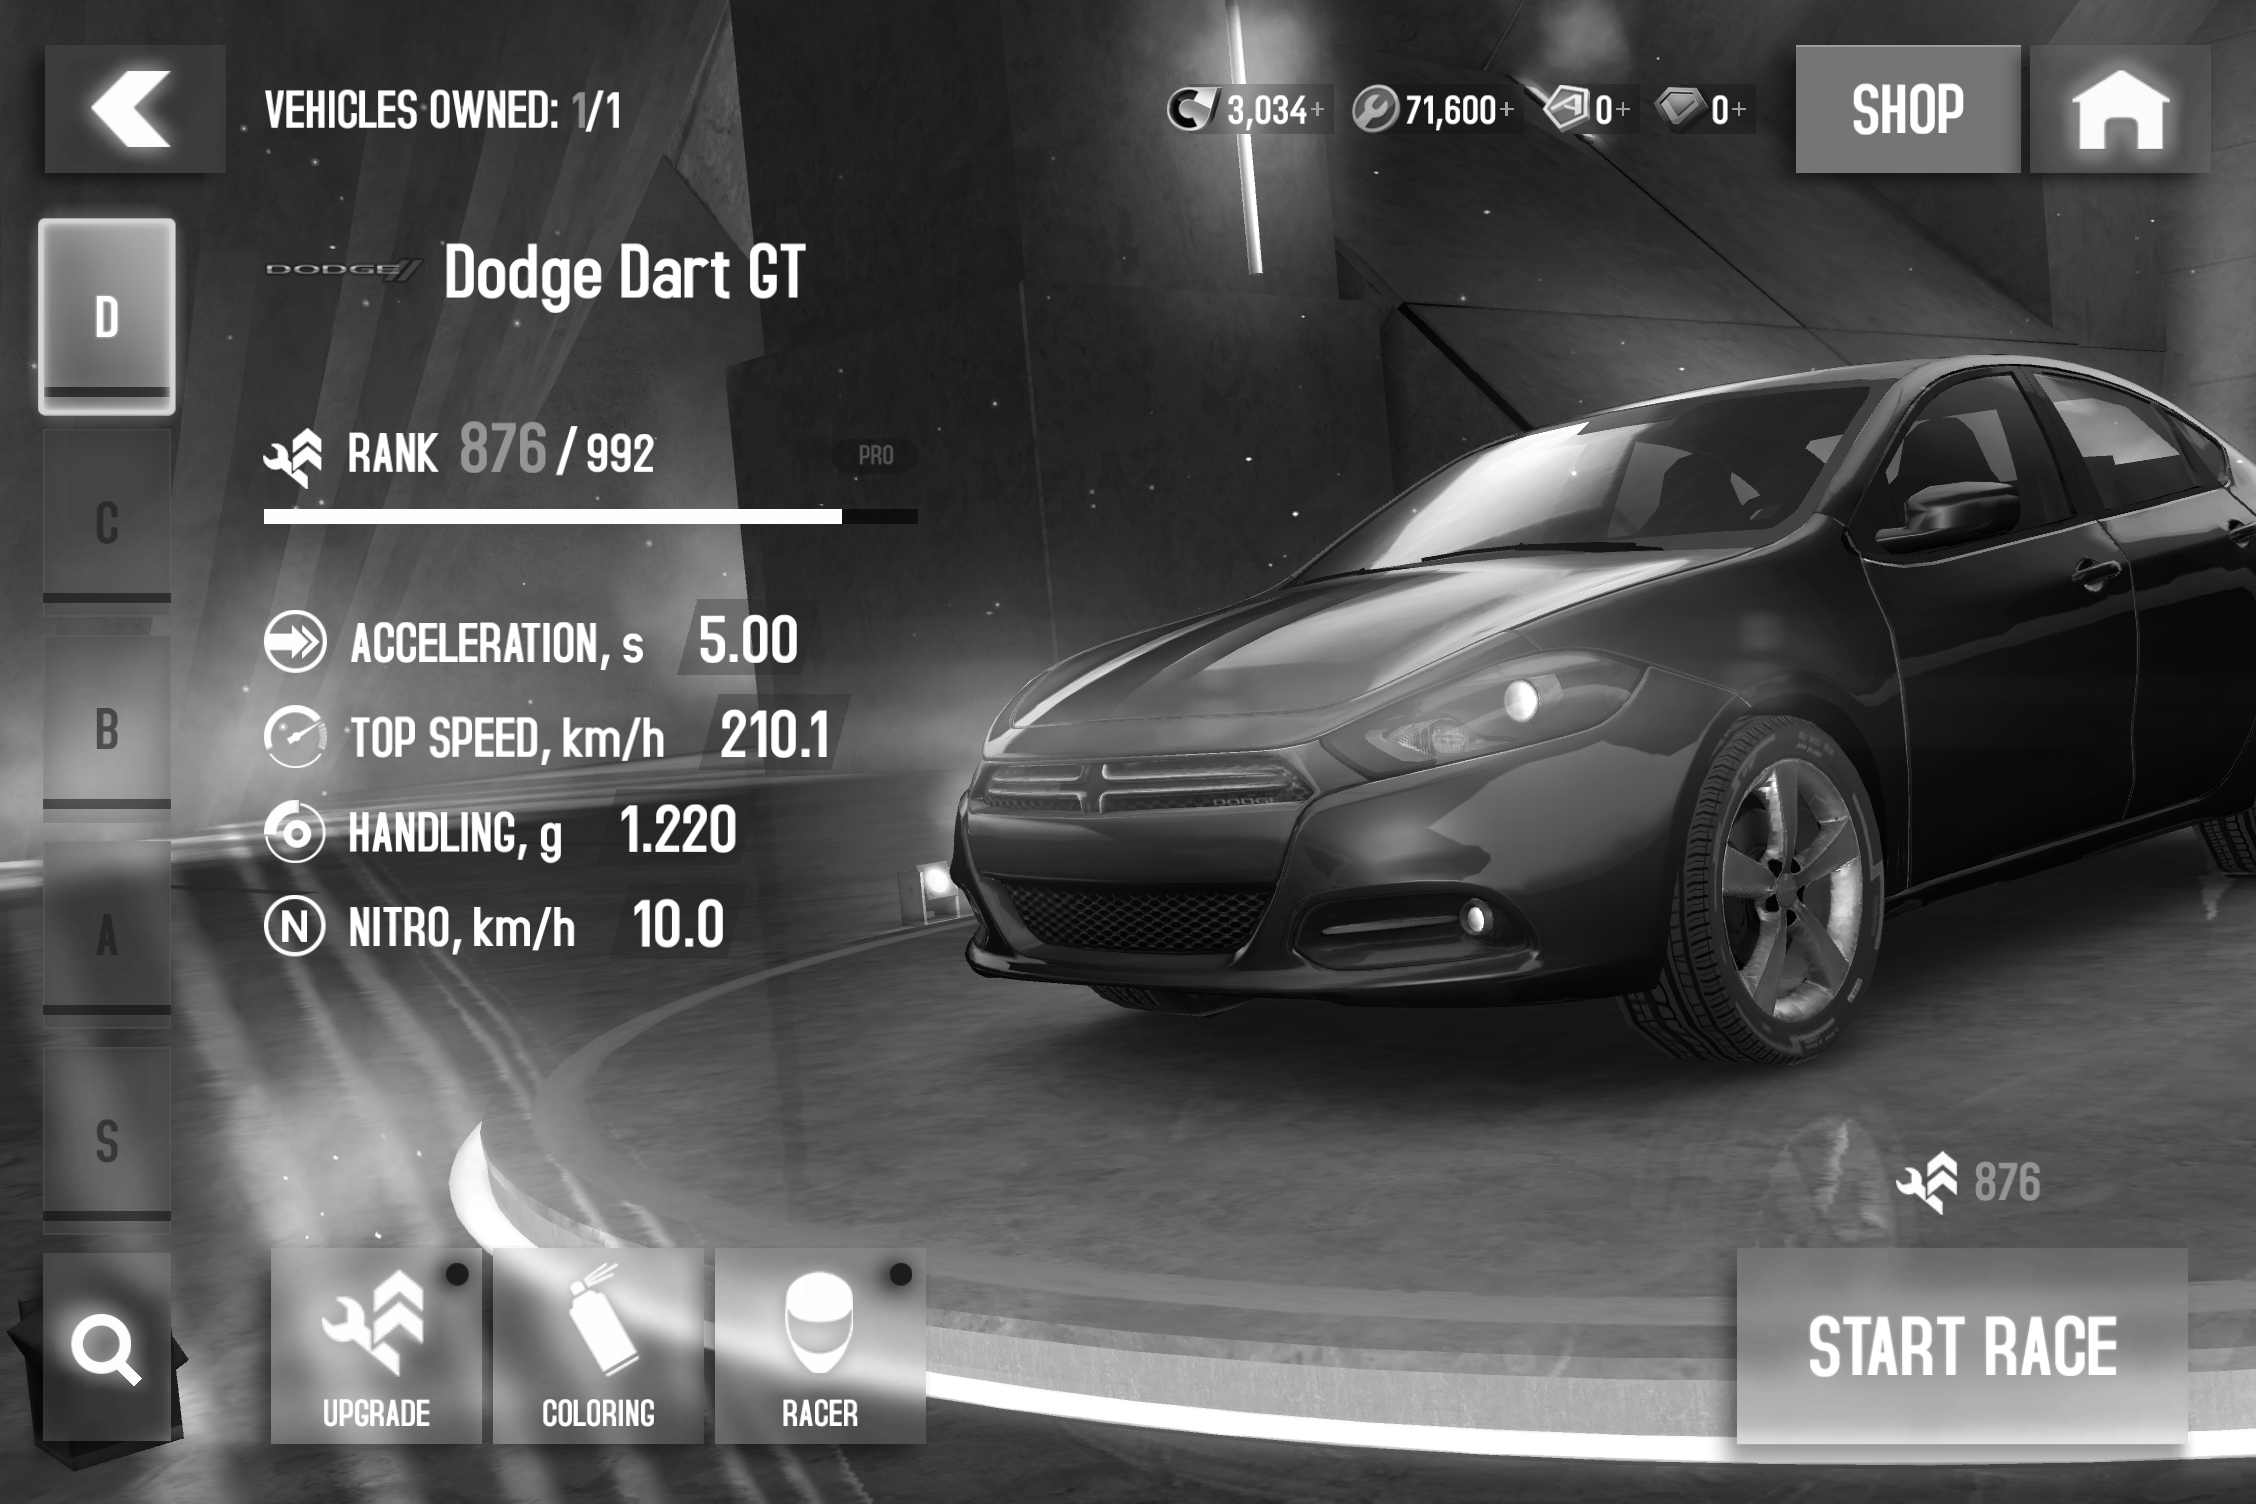 VEHICLES OWNED: 1/1
3,034+
71,600+
0+
0+
SHOP
DODGE
Dodge Dart GT
D
C
B
A
S
RANK 876 / 992
PRO
ACCELERATION, s 5.00
TOP SPEED, km/h 210.1
HANDLING, g 1.220
N NITRO, km/h 10.0
DODGE
876
UPGRADE
COLORING
RACER
START RACE